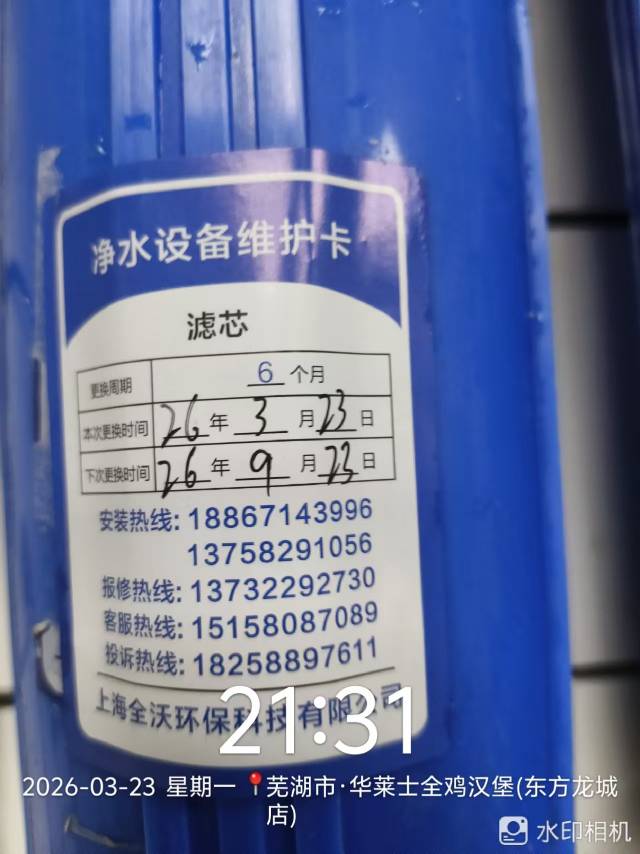 净水设备维护卡
滤芯
更换周期 6 个月
本次更换时间 26 年 3 月 23 日
下次更换时间 26 年 9 月 23 日
安装热线: 18867143996
13758291056
报修热线: 13732292730
客服热线: 15158087089
投诉热线: 18258897611
上海全沃环保科技有限公司
21:31
2026-03-23 星期一 芜湖市·华莱士全鸡汉堡(东方龙城
店)
水印相机